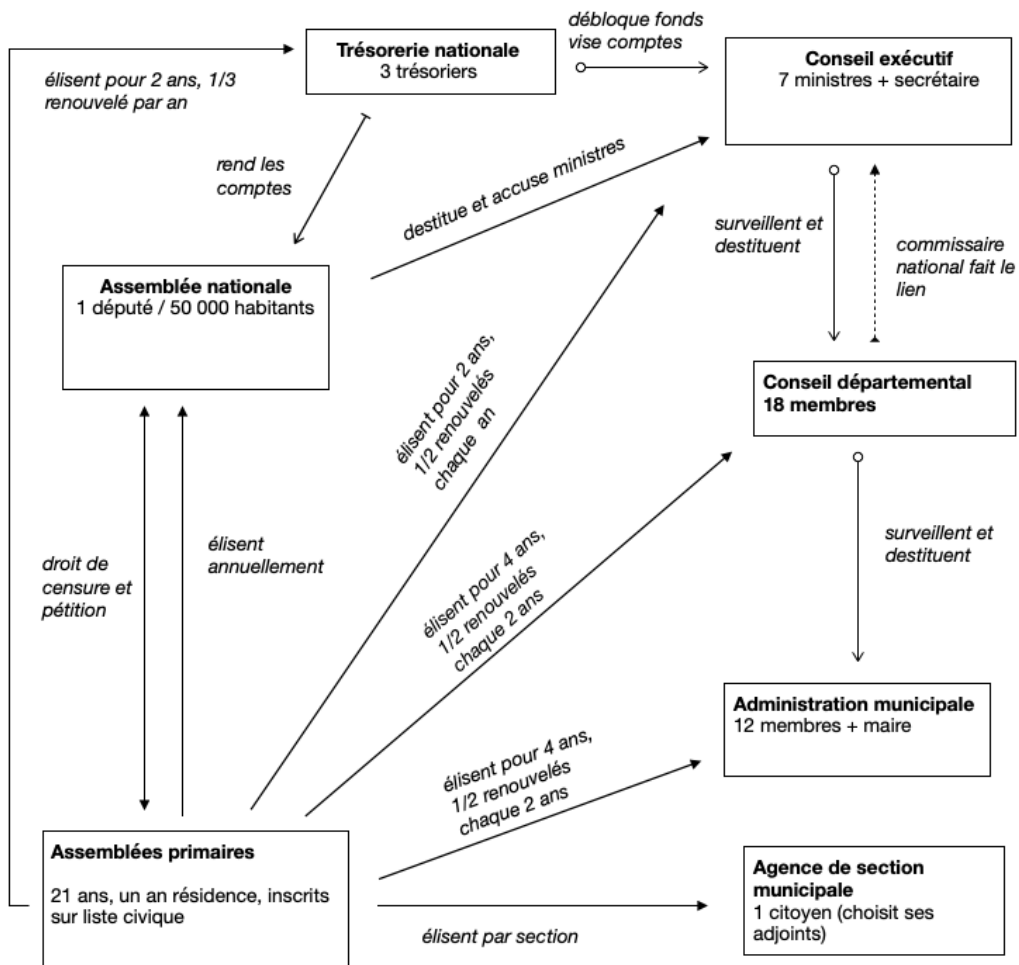 débloque fonds
vise comptes
Trésorerie nationale
3 trésoriers
Conseil exécutif
7 ministres + secrétaire
élisent pour 2 ans, 1/3
renouvelé par an
rend les
comptes
destitue et accuse ministres
surveillent et
destituent
commissaire
national fait le
lien
Assemblée nationale
1 député / 50 000 habitants
élisent pour 2 ans,
1/2 renouvelés
chaque an
Conseil départemental
18 membres
droit de
censure et
pétition
élisent
annuellement
élisent pour 4 ans,
1/2 renouvelés
chaque 2 ans
surveillent et
destituent
Administration municipale
12 membres + maire
élisent pour 4 ans,
1/2 renouvelés
chaque 2 ans
Assemblées primaires
21 ans, un an résidence, inscrits
sur liste civique
élisent par section
Agence de section
municipale
1 citoyen (choisit ses
adjoints)